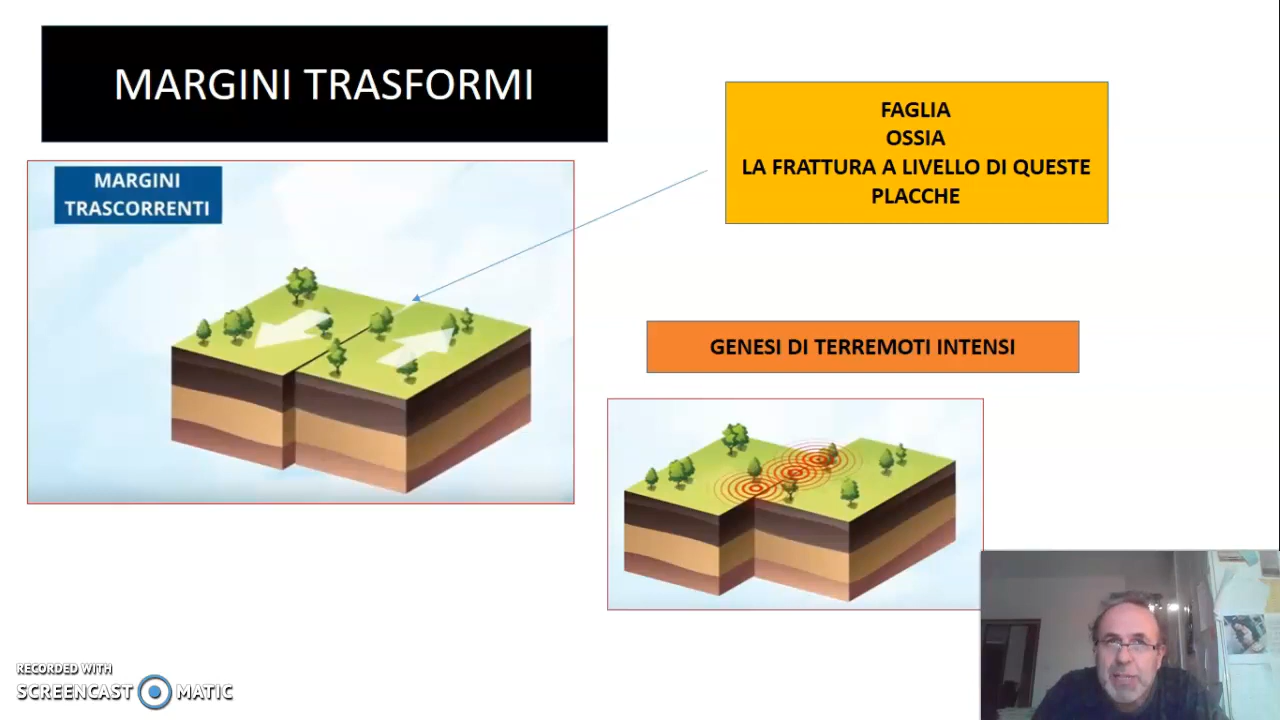 MARGINI TRASFORMI
MARGINI
TRASCORRENTI
FAGLIA
OSSIA
LA FRATTURA A LIVELLO DI QUESTE
PLACCHE
GENESI DI TERREMOTI INTENSI
RECORDED WITH
SCREENCAST MATIC